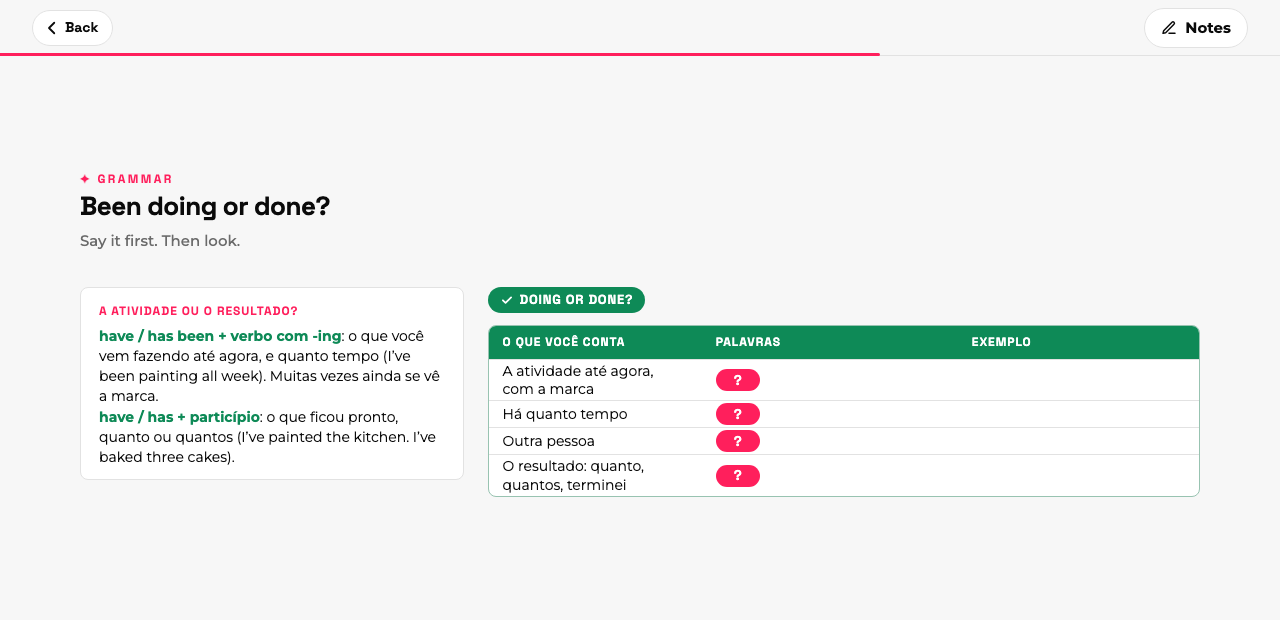 Back
Notes
GRAMMAR
Been doing or done?
Say it first. Then look.
A ATIVIDADE OU O RESULTADO?
have / has been + verbo com -ing: o que você
vem fazendo até agora, e quanto tempo (I've
been painting all week). Muitas vezes ainda se vê
a marca.
have / has + particípio: o que ficou pronto,
quanto ou quantos (I've painted the kitchen. I've
baked three cakes).
DOING OR DONE?
O QUE VOCÊ CONTA PALAVRAS EXEMPLO
A atividade até agora,
com a marca
?
Há quanto tempo ?
Outra pessoa ?
O resultado: quanto,
quantos, terminei
?